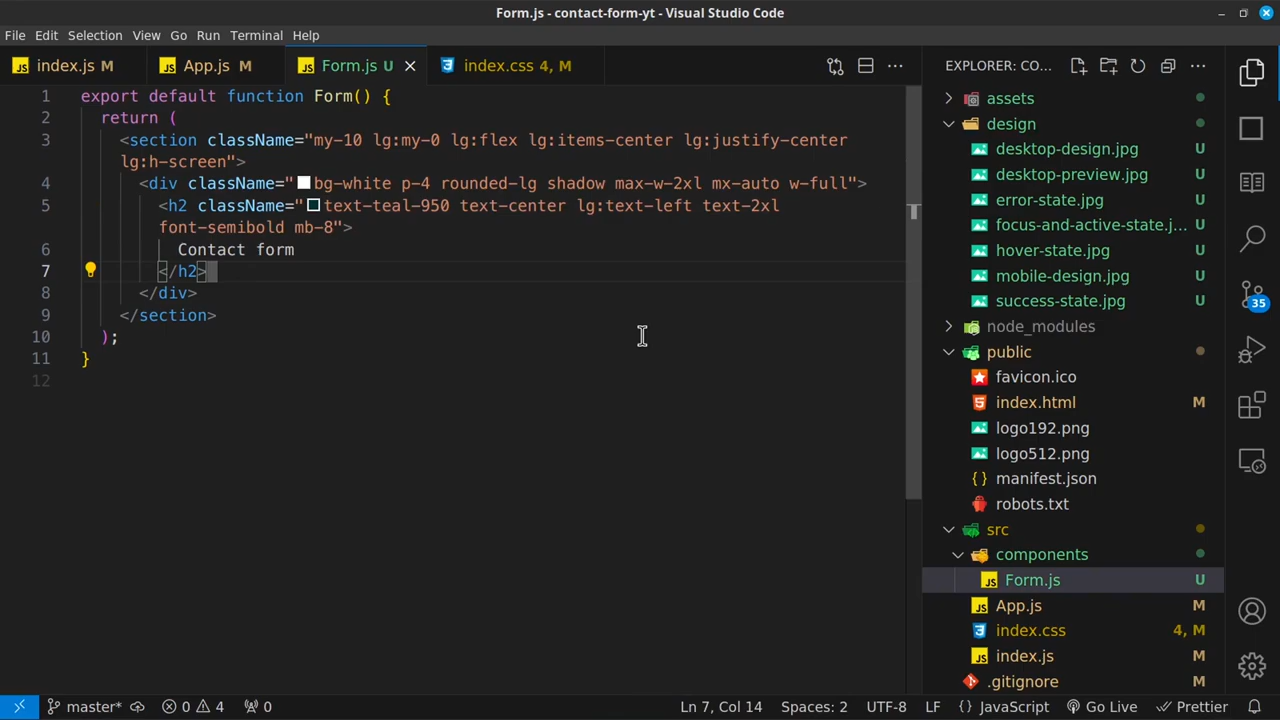 Form.js - contact-form-yt - Visual Studio Code
File Edit Selection View Go Run Terminal Help
index.js M
App.js M
Form.js U
index.css 4, M
EXPLORER: CO...
1 export default function Form() {
2 return (
3 <section className="my-10 lg:my-0 lg:flex lg:items-center lg:justify-center
lg:h-screen">
4 <div className="bg-white p-4 rounded-lg shadow max-w-2xl mx-auto w-full">
5 <h2 className="text-teal-950 text-center lg:text-left text-2xl
font-semibold mb-8">
6 Contact form
7 </h2>
8 </div>
9 </section>
10 );
11 }
12
assets
design
desktop-design.jpg U
desktop-preview.jpg U
error-state.jpg U
focus-and-active-state.j... U
hover-state.jpg U
mobile-design.jpg U
success-state.jpg U
node_modules
public
favicon.ico
index.html M
logo192.png
logo512.png
manifest.json
robots.txt
src
components
Form.js U
App.js M
index.css 4, M
index.js M
.gitignore M
35
master* 0 4 0
Ln 7, Col 14 Spaces: 2 UTF-8 LF {} JavaScript Go Live Prettier